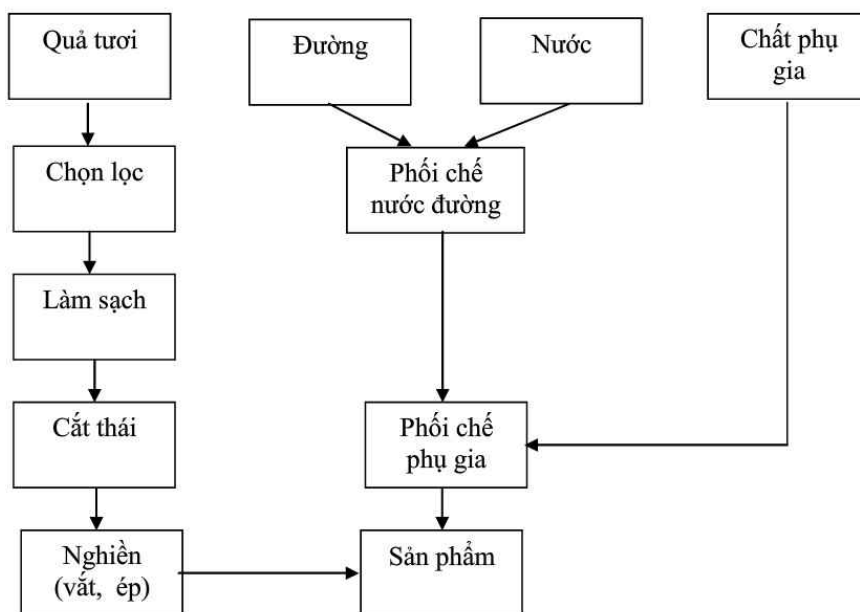 Quả tươi
Đường
Nước
Chất phụ
gia
Chọn lọc
Phối chế
nước đường
Làm sạch
Cắt thái
Phối chế
phụ gia
Nghiền
(vắt, ép)
Sản phẩm